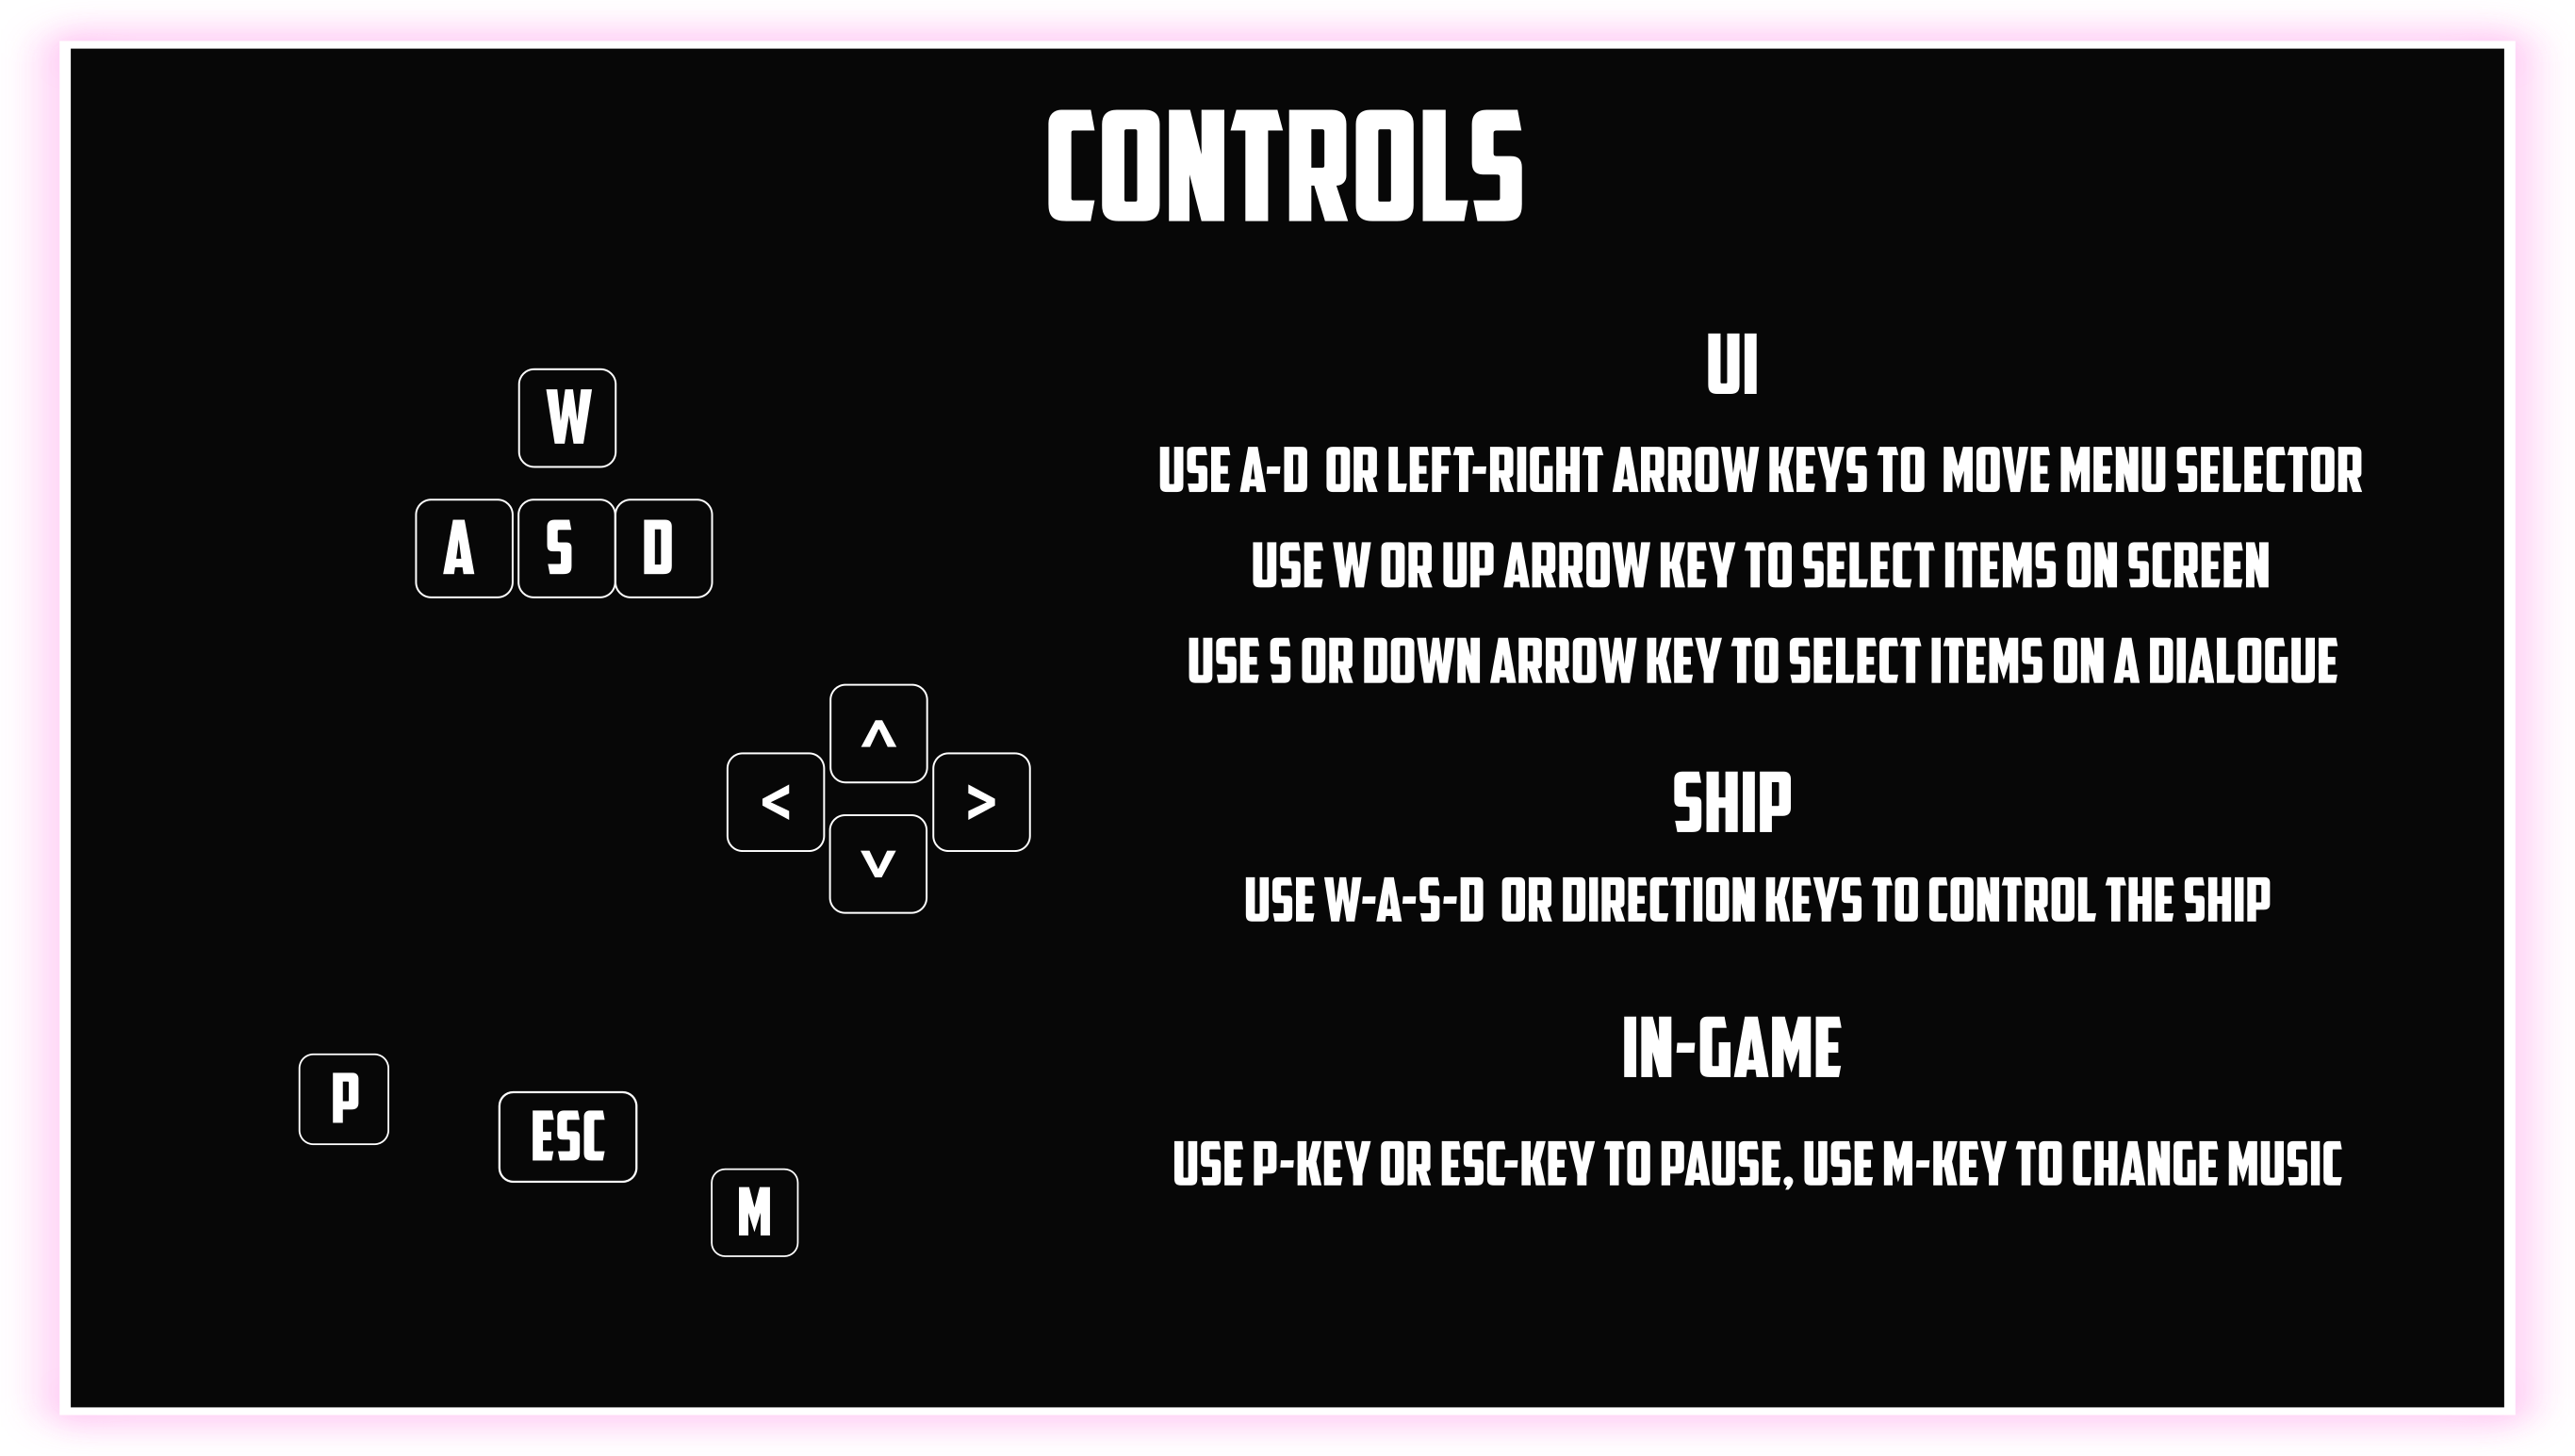 CONTROLS
W
A S D
^
< >
v
P
ESC
M
UI
USE A-D OR LEFT-RIGHT ARROW KEYS TO MOVE MENU SELECTOR
USE W OR UP ARROW KEY TO SELECT ITEMS ON SCREEN
USE S OR DOWN ARROW KEY TO SELECT ITEMS ON A DIALOGUE
SHIP
USE W-A-S-D OR DIRECTION KEYS TO CONTROL THE SHIP
IN-GAME
USE P-KEY OR ESC-KEY TO PAUSE, USE M-KEY TO CHANGE MUSIC